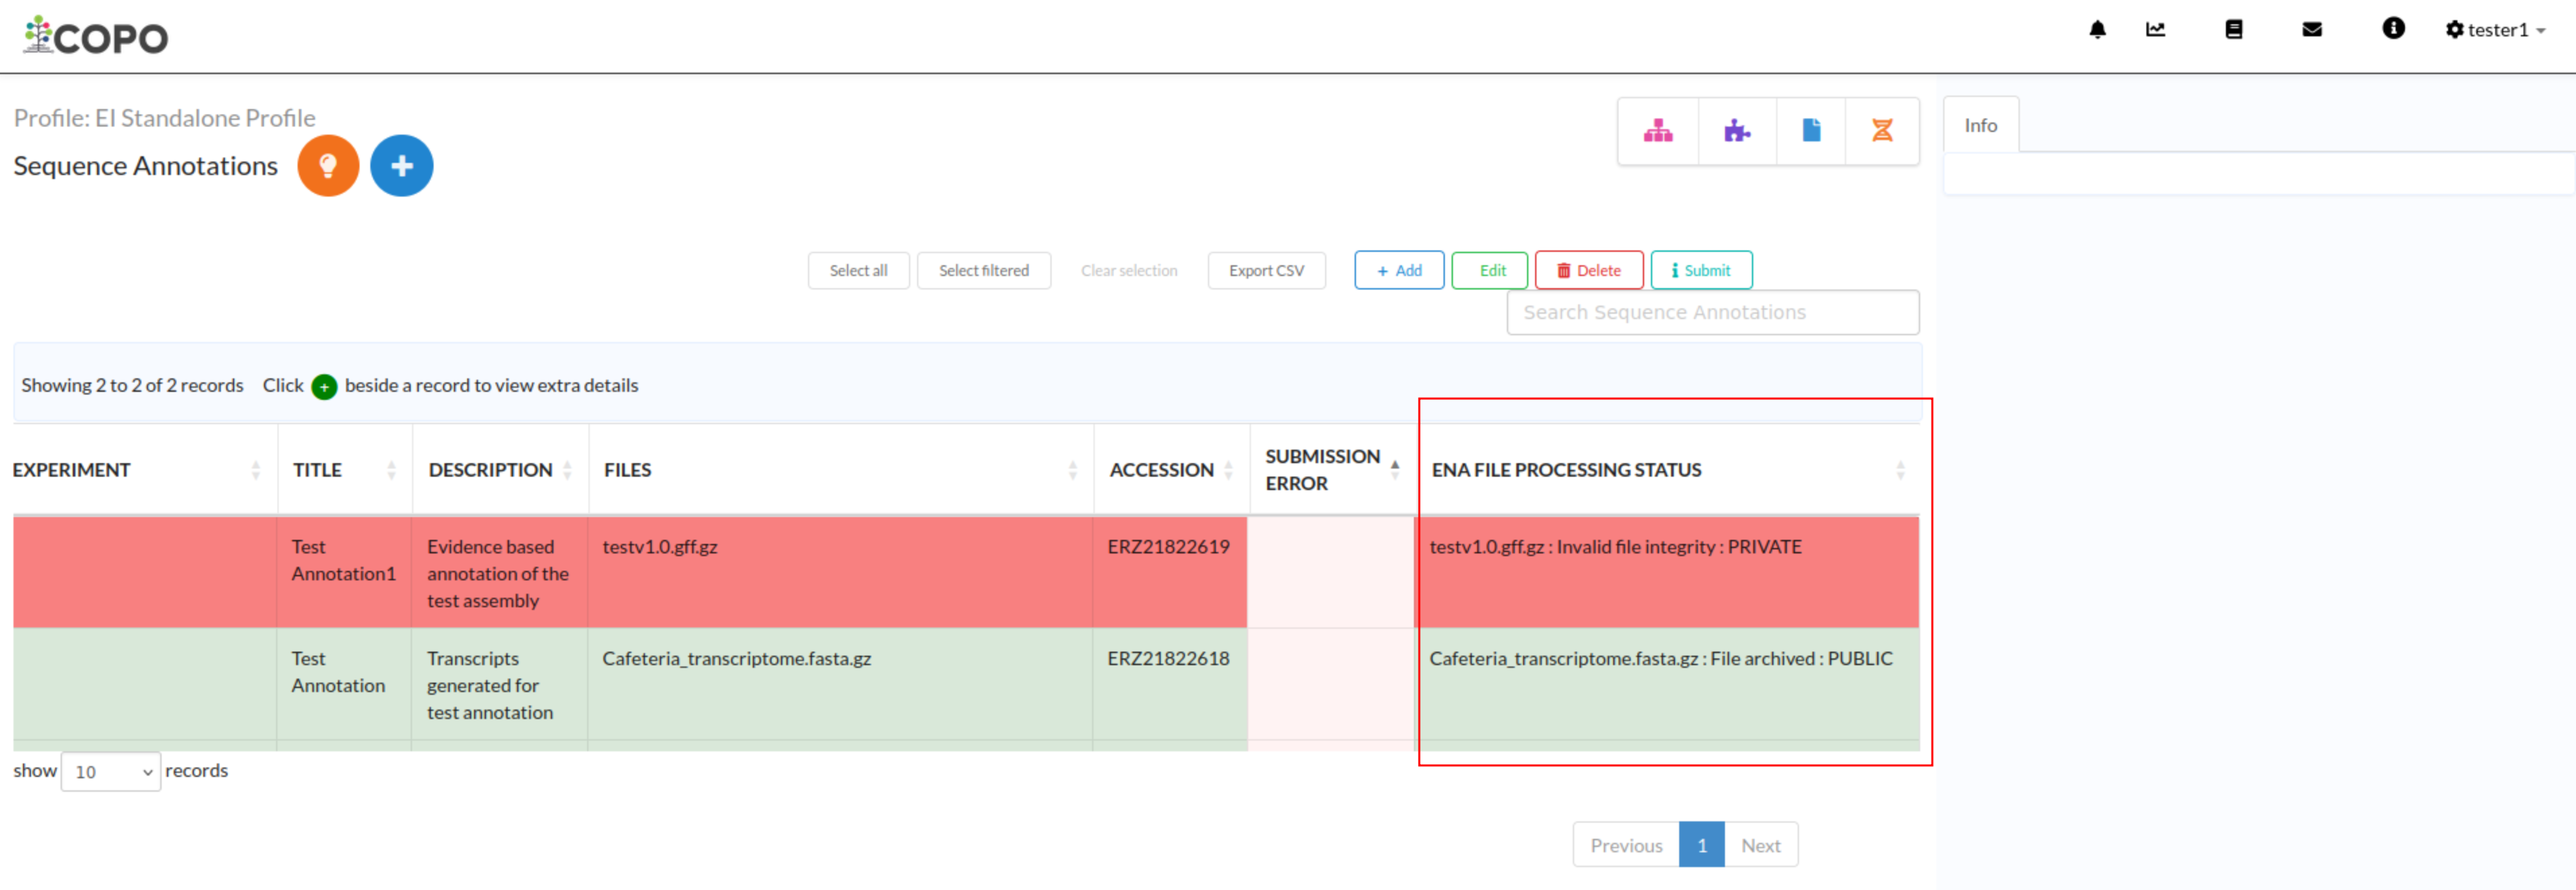 COPO
tester1
Profile: EI Standalone Profile
Sequence Annotations
Info
Select all
Select filtered
Clear selection
Export CSV
+ Add
Edit
Delete
Submit
Search Sequence Annotations
Showing 2 to 2 of 2 records Click + beside a record to view extra details
EXPERIMENT
TITLE
DESCRIPTION
FILES
ACCESSION
SUBMISSION
ERROR
ENA FILE PROCESSING STATUS
Test
Annotation1
Evidence based
annotation of the
test assembly
testv1.0.gff.gz
ERZ21822619
testv1.0.gff.gz : Invalid file integrity : PRIVATE
Test
Annotation
Transcripts
generated for
test annotation
Cafeteria_transcriptome.fasta.gz
ERZ21822618
Cafeteria_transcriptome.fasta.gz : File archived : PUBLIC
show 10 records
Previous
1
Next